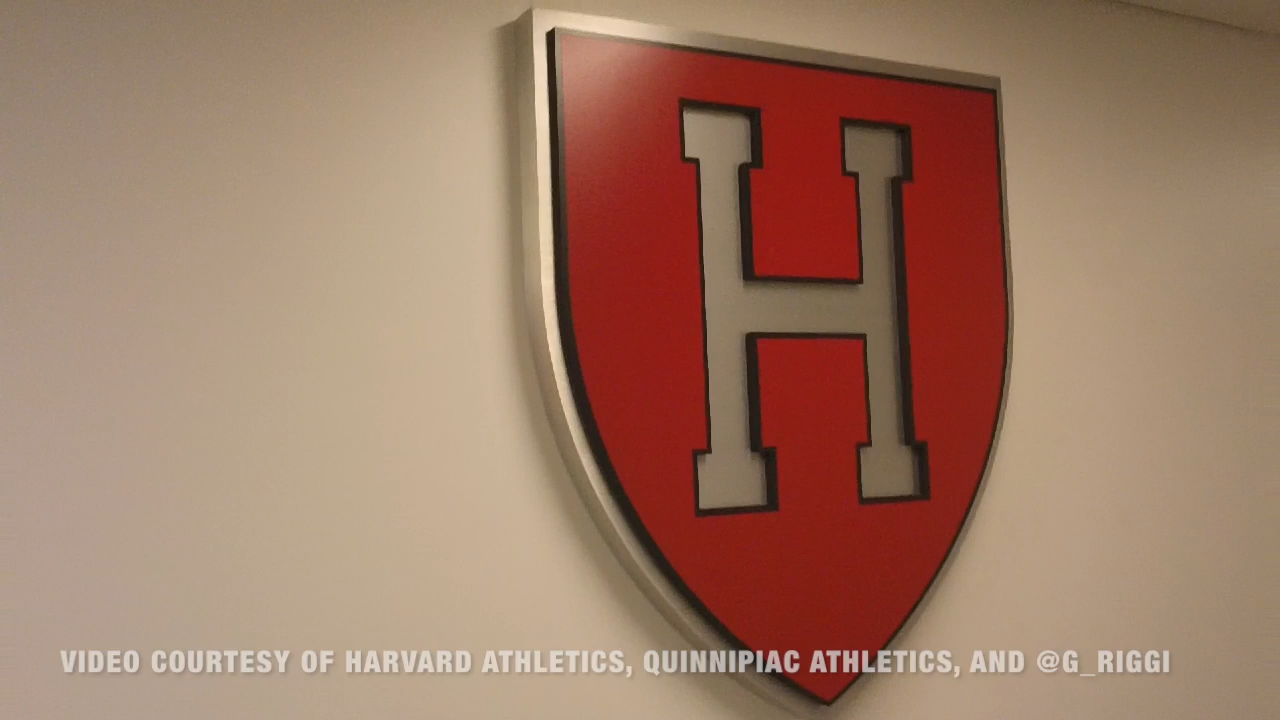 H
VIDEO COURTESY OF HARVARD ATHLETICS, QUINNIPIAC ATHLETICS, AND @G_RIGGI